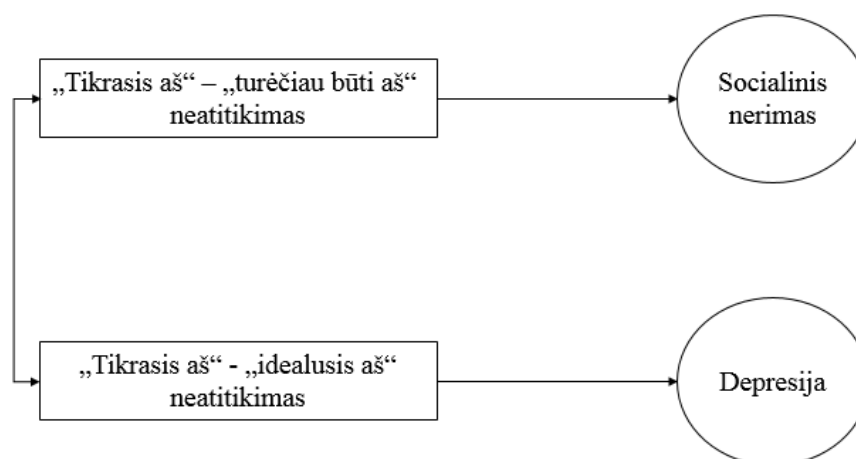 „Tikrasis aš“ – „turėčiau būti aš“
neatitikimas
Socialinis
nerimas
„Tikrasis aš“ - „idealusis aš“
neatitikimas
Depresija